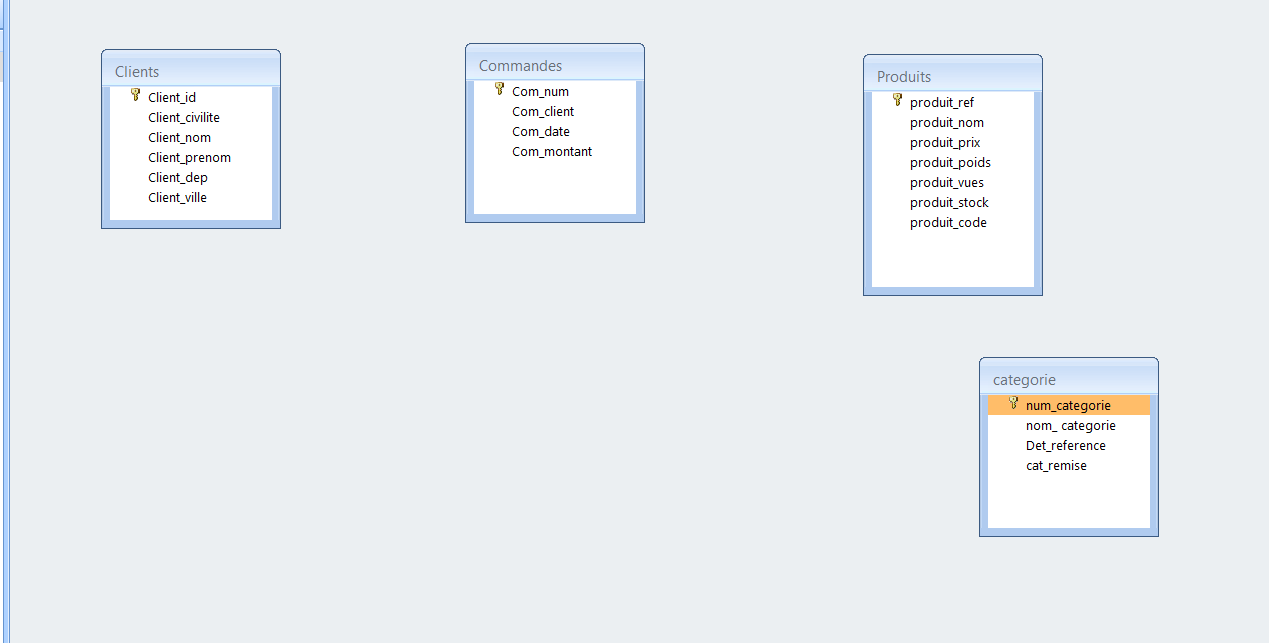 Clients
Client_id
Client_civilite
Client_nom
Client_prenom
Client_dep
Client_ville
Commandes
Com_num
Com_client
Com_date
Com_montant
Produits
produit_ref
produit_nom
produit_prix
produit_poids
produit_vues
produit_stock
produit_code
categorie
num_categorie
nom_ categorie
Det_reference
cat_remise